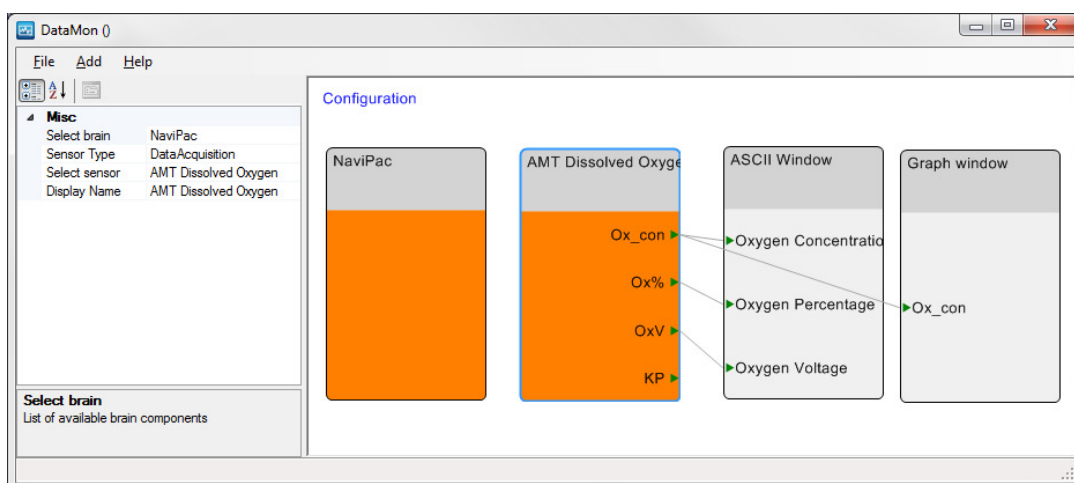 DataMon ()
File Add Help
Misc
Select brain NaviPac
Sensor Type DataAcquisition
Select sensor AMT Dissolved Oxygen
Display Name AMT Dissolved Oxygen
Select brain
List of available brain components
Configuration
NaviPac
AMT Dissolved Oxyge
Ox_con
Ox%
OxV
KP
ASCII Window
Oxygen Concentratio
Oxygen Percentage
Oxygen Voltage
Graph window
Ox_con